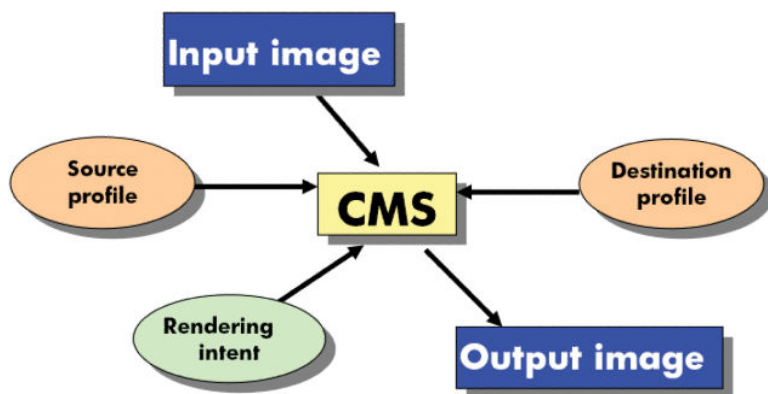 Input image
Source
profile
Destination
profile
CMS
Rendering
intent
Output image